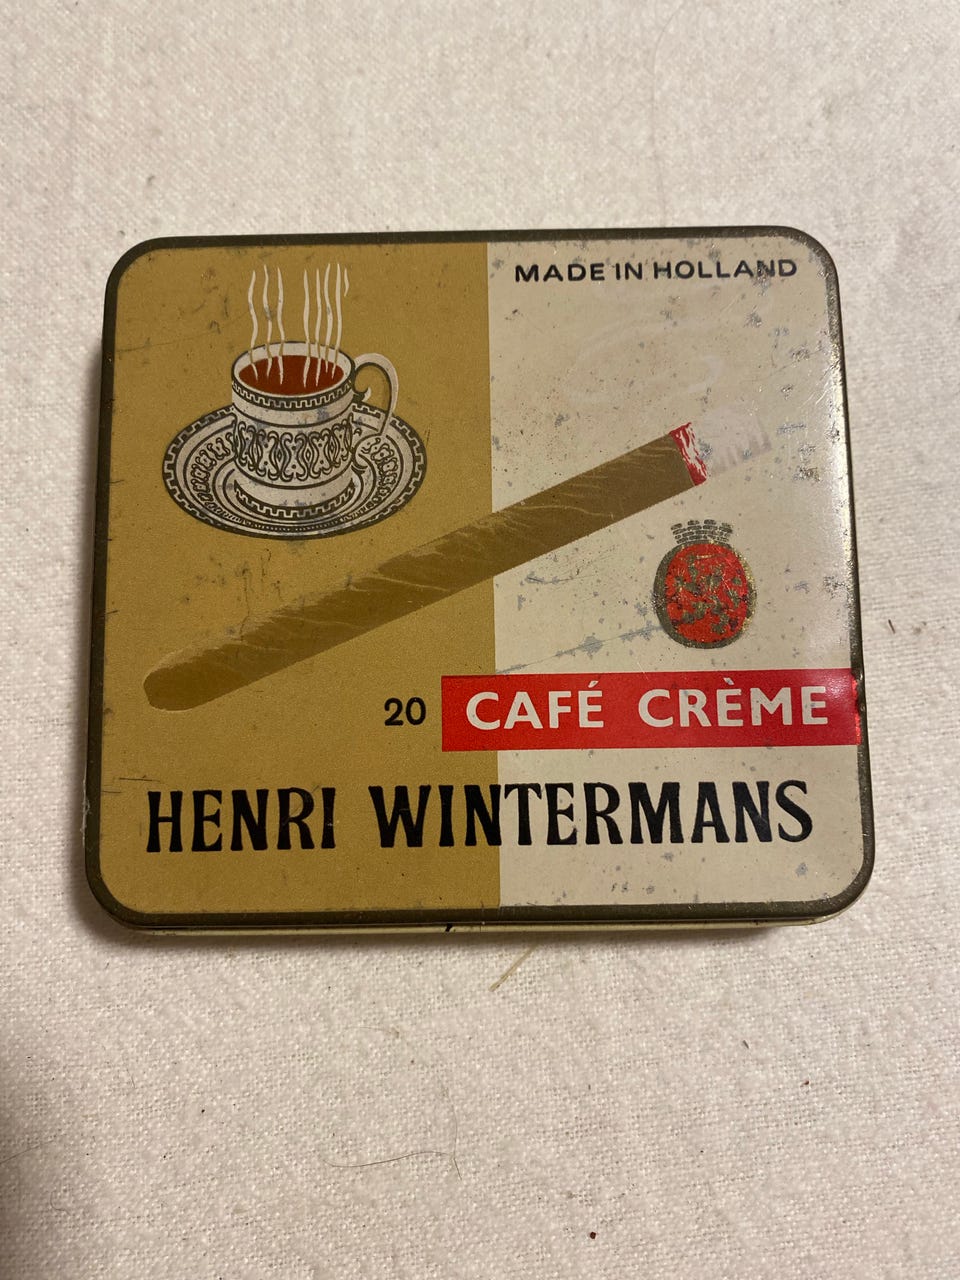 MADE IN HOLLAND
20 CAFÉ CRÈME
HENRI WINTERMANS